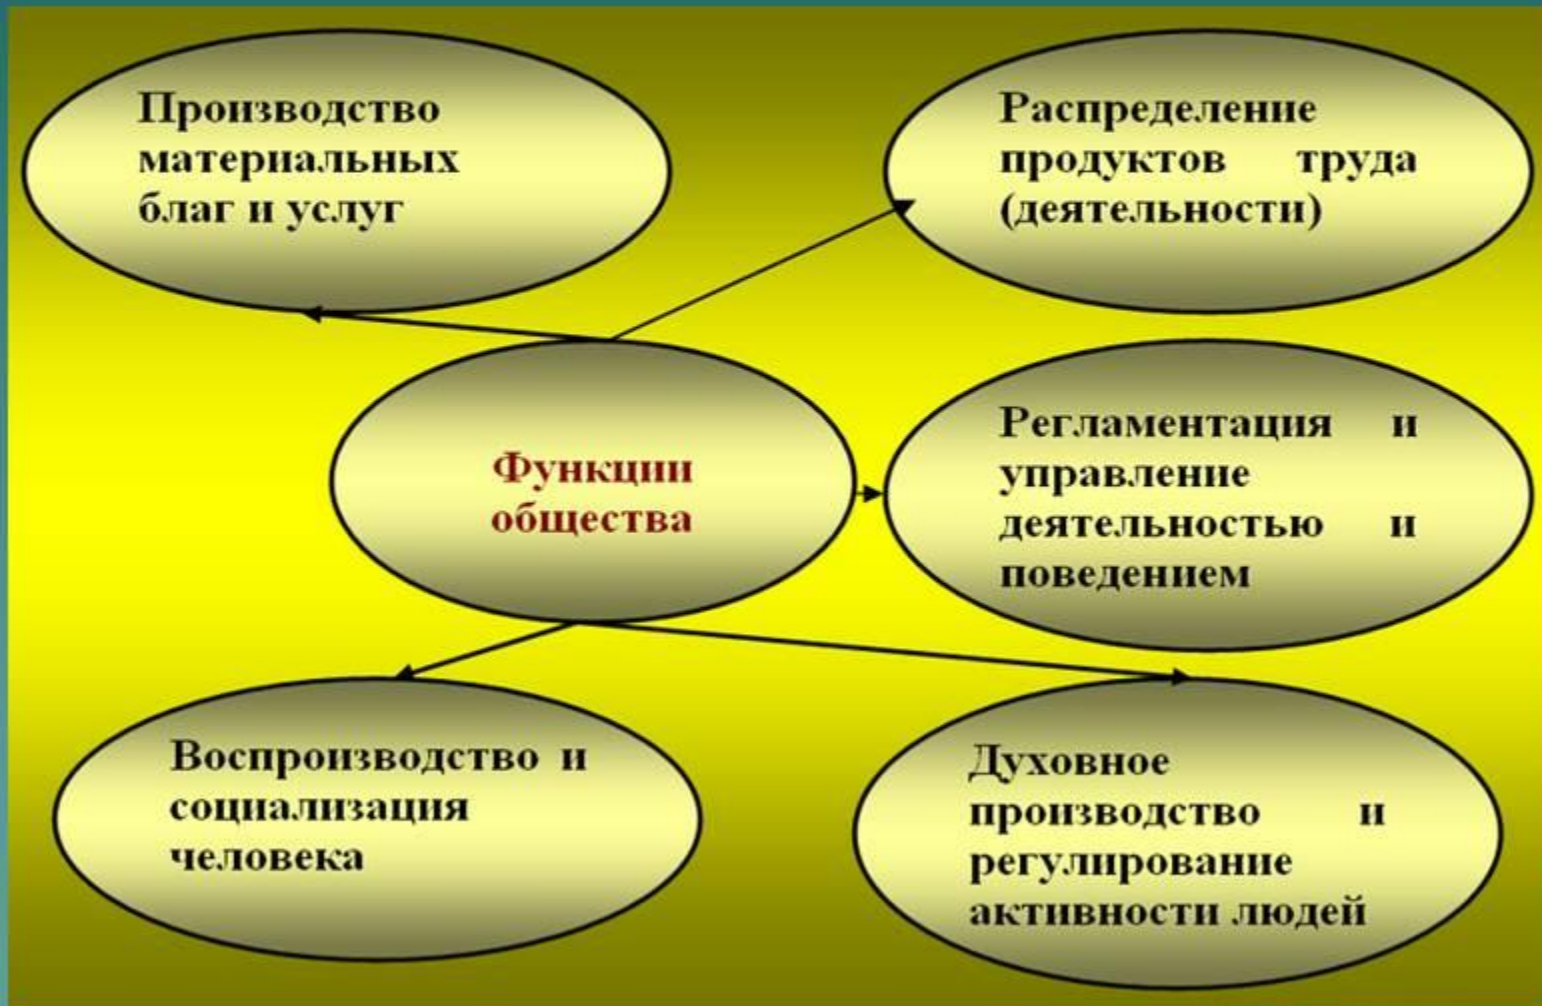 Производство
материальных
благ и услуг
Распределение
продуктов труда
(деятельности)
Функции
общества
Регламентация и
управление
деятельностью и
поведением
Воспроизводство и
социализация
человека
Духовное
производство и
регулирование
активности людей